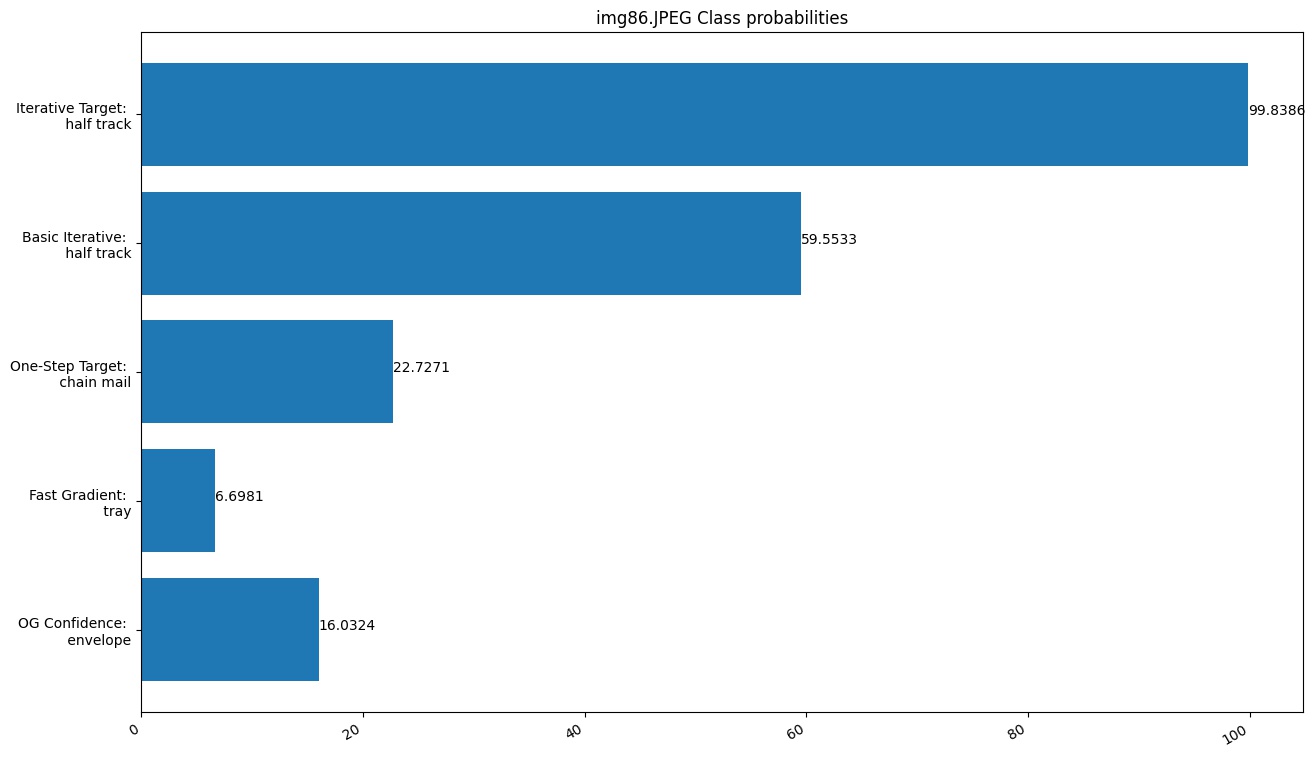 img86.JPEG Class probabilities
Iterative Target:
half track
99.8386
Basic Iterative:
half track
59.5533
One-Step Target:
chain mail
22.7271
Fast Gradient:
tray
6.6981
OG Confidence:
envelope
16.0324
0
20
40
60
80
100